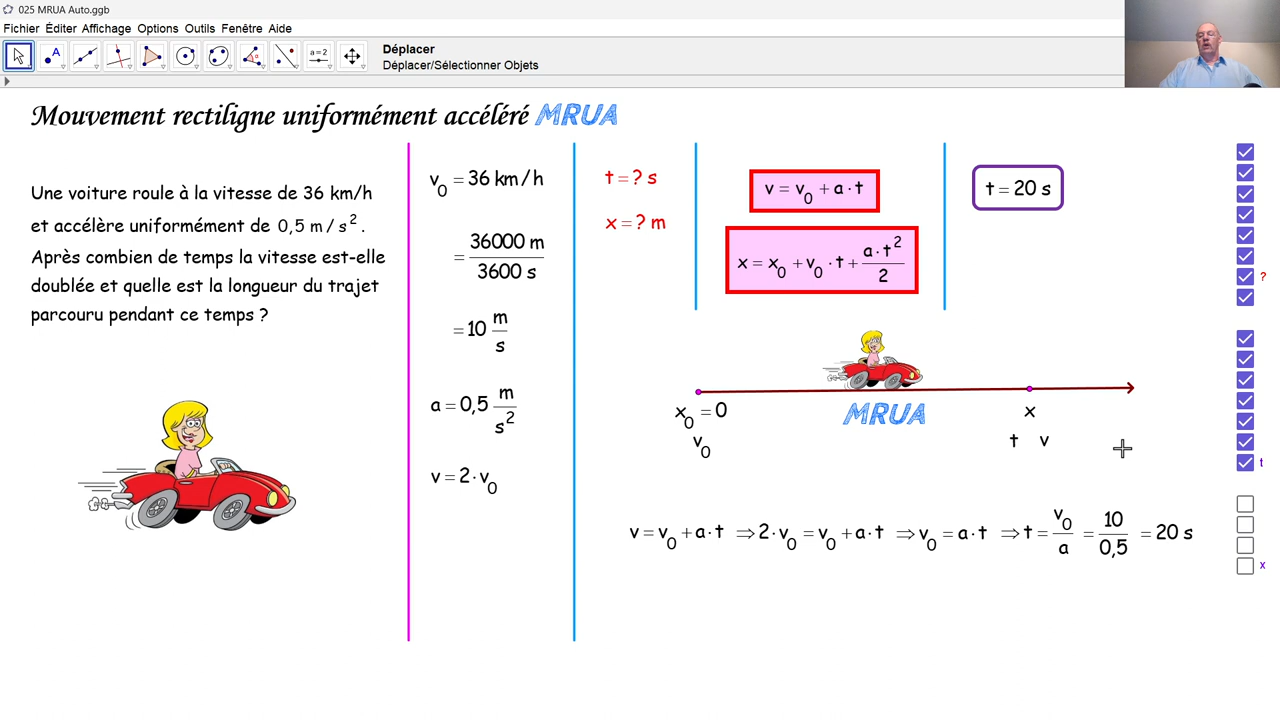 025 MRUA Auto.ggb
Fichier Éditer Affichage Options Outils Fenêtre Aide
A
a=2
Déplacer
Déplacer/Sélectionner Objets
Mouvement rectiligne uniformément accéléré MRUA
Une voiture roule à la vitesse de 36 km/h
et accélère uniformément de 0,5 m / s².
Après combien de temps la vitesse est-elle
doublée et quelle est la longueur du trajet
parcouru pendant ce temps ?
v₀ = 36 km/h
= 36000 m / 3600 s
= 10 m/s
a = 0,5 m/s²
v = 2·v₀
t = ? s
x = ? m
v = v₀ + a·t
x = x₀ + v₀·t + a·t²/2
t = 20 s
x₀ = 0
v₀
MRUA
x
t v
v = v₀ + a·t ⇒ 2·v₀ = v₀ + a·t ⇒ v₀ = a·t ⇒ t = v₀/a = 10/0,5 = 20 s
?
t
x